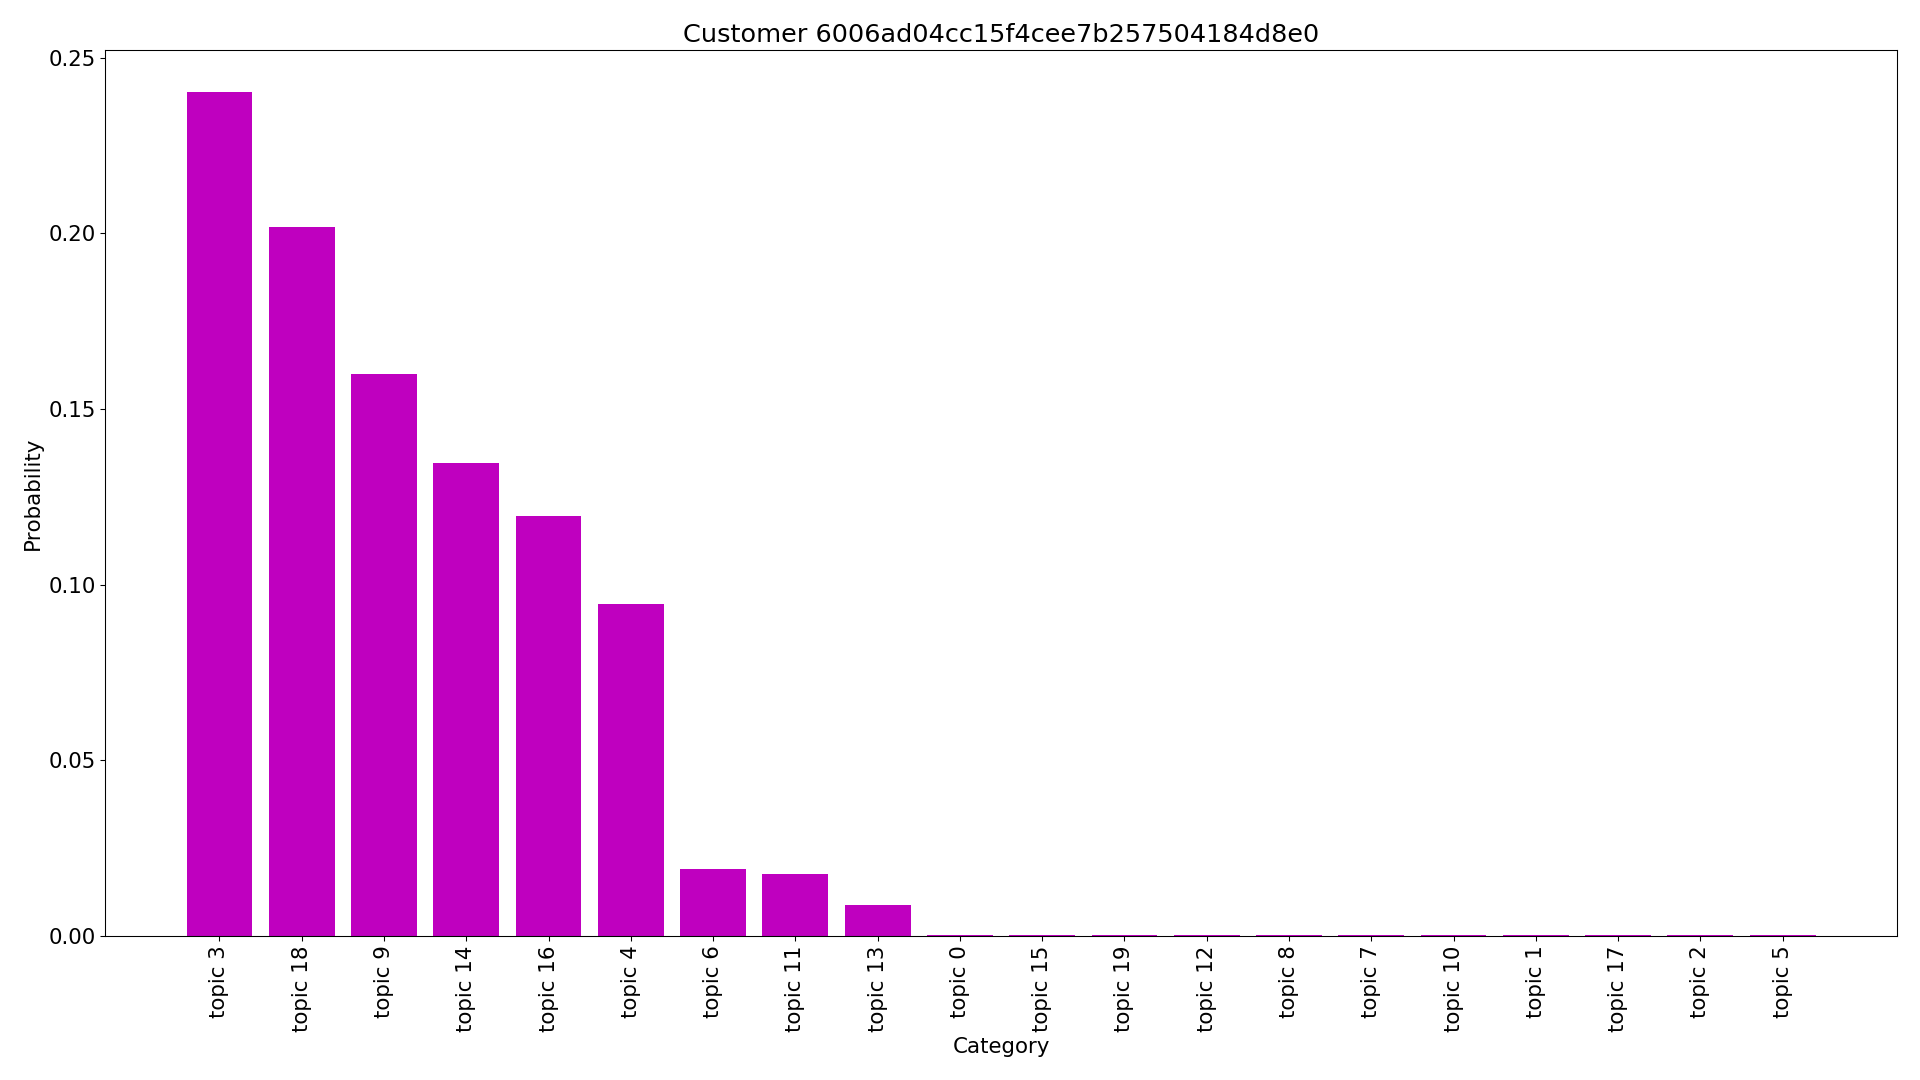 Customer 6006ad04cc15f4cee7b257504184d8e0
0.25
0.20
0.15
0.10
0.05
0.00
Probability
topic 3
topic 18
topic 9
topic 14
topic 16
topic 4
topic 6
topic 11
topic 13
topic 0
topic 15
topic 19
topic 12
topic 8
topic 7
topic 10
topic 1
topic 17
topic 2
topic 5
Category